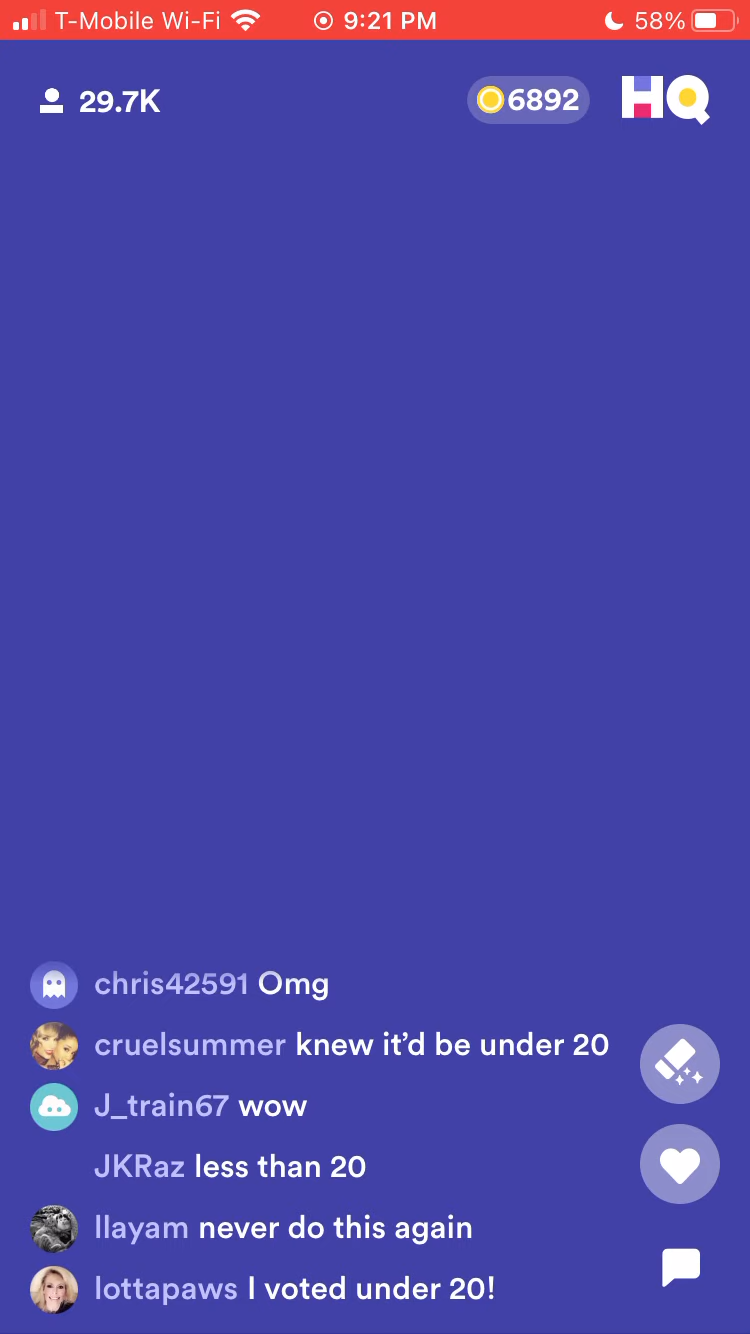 T-Mobile Wi-Fi 9:21 PM 58%
29.7K 6892 HQ
chris42591 Omg
cruelsummer knew it’d be under 20
J_train67 wow
JKRaz less than 20
llayam never do this again
lottapaws I voted under 20!